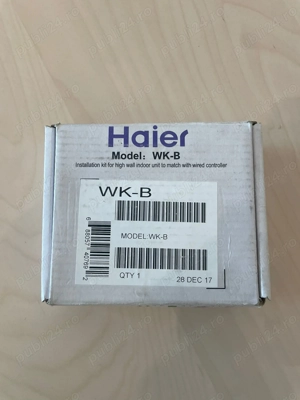 Haier
Model: WK-B
Installation kit for high wall indoor unit to match with wired controller
WK-B
MODEL:WK-B
QTY 1
28 DEC 17